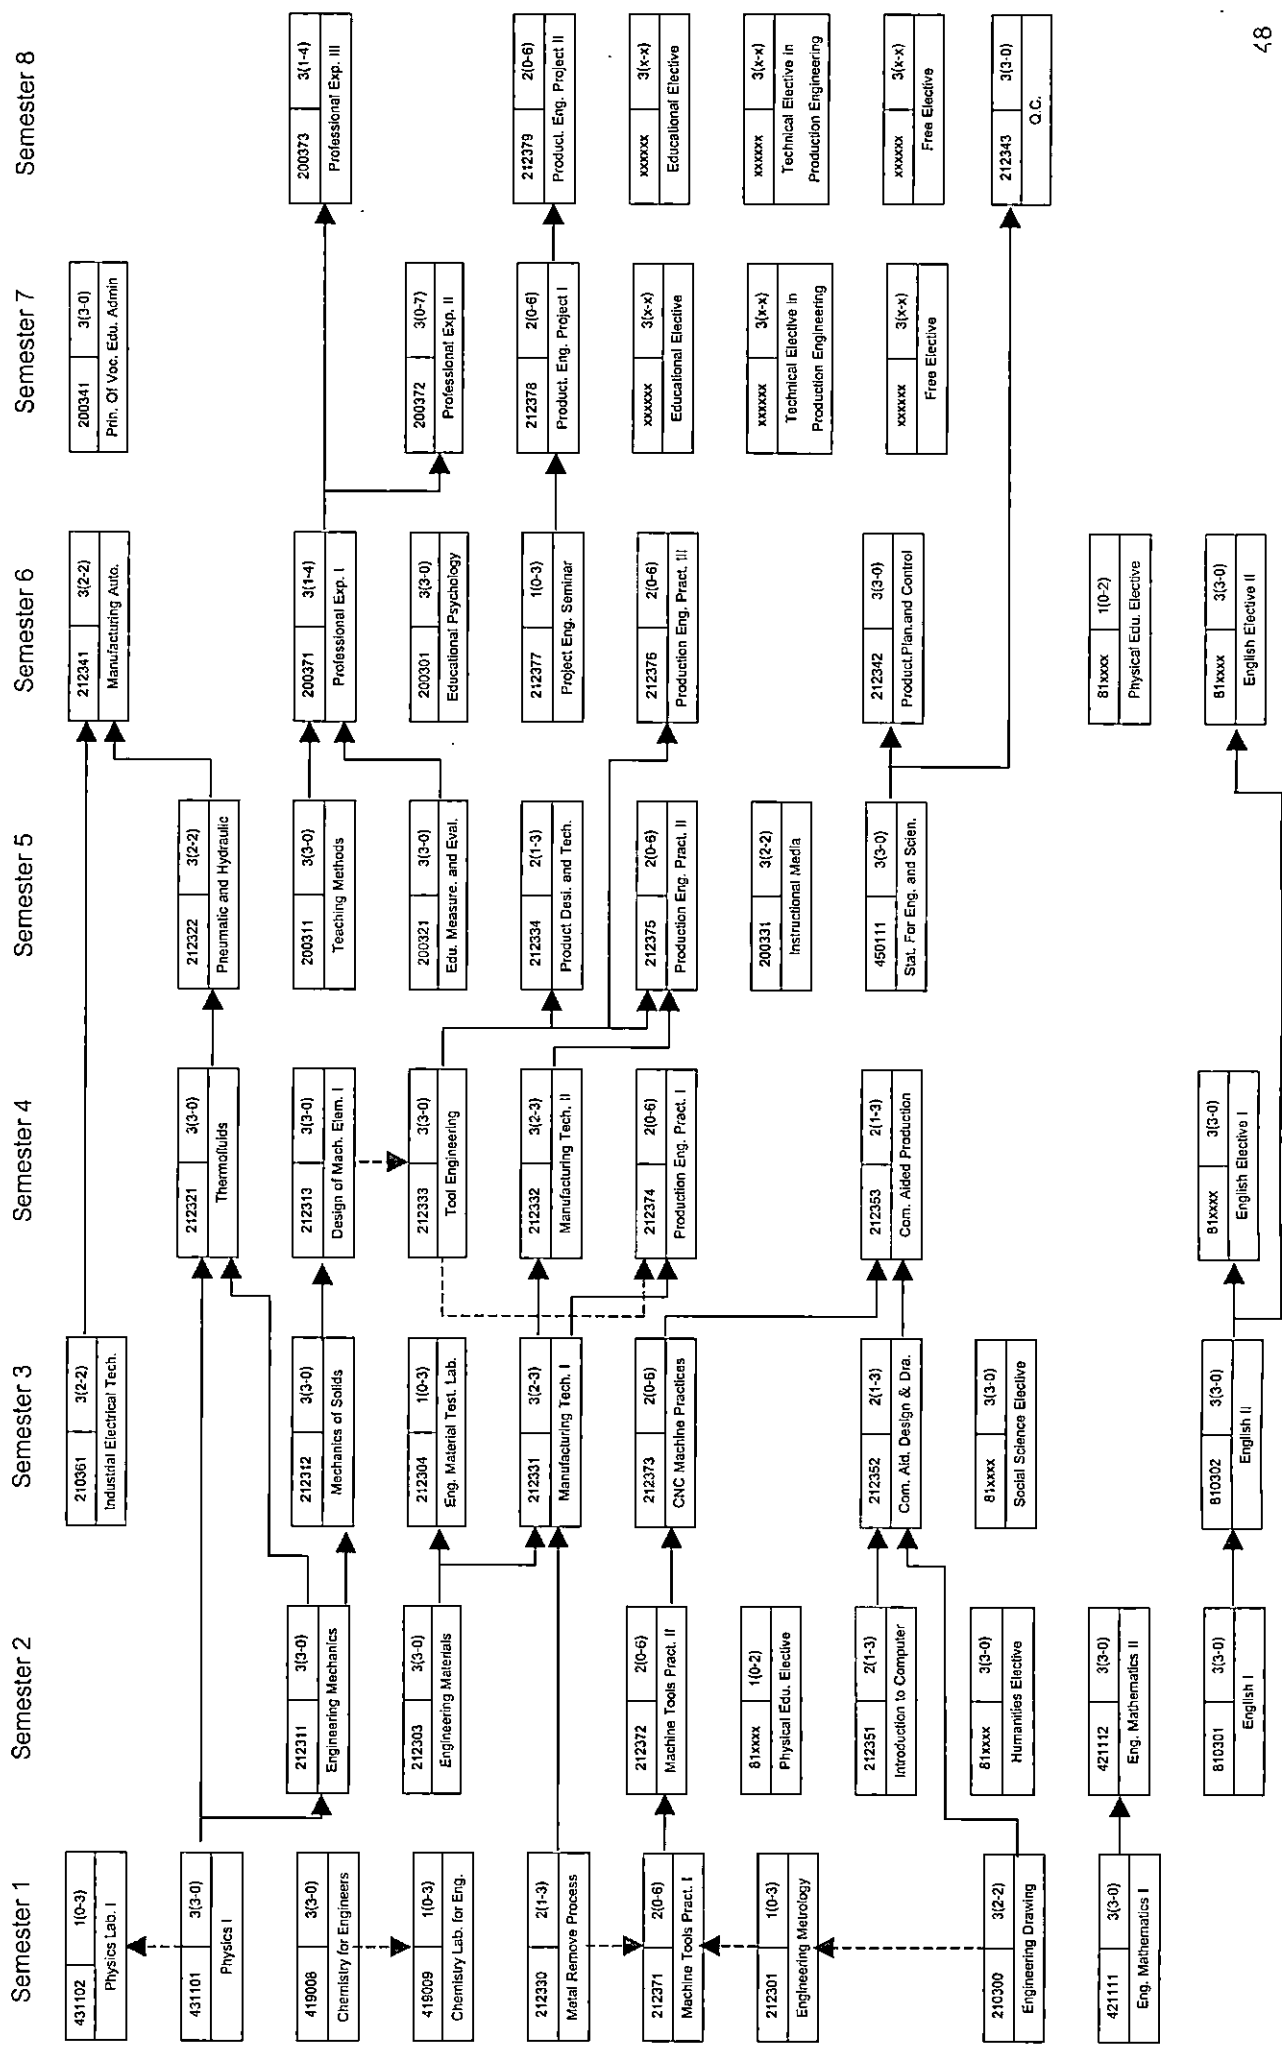 Semester 1
431102 1(0-3)
Physics Lab. I
431101 3(3-0)
Physics I
419008 3(3-0)
Chemistry for Engineers
419009 1(0-3)
Chemistry Lab. for Eng.
212330 2(1-3)
Metal Remove Process
212371 2(0-6)
Machine Tools Pract. I
212301 1(0-3)
Engineering Metrology
210300 3(2-2)
Engineering Drawing
421111 3(3-0)
Eng. Mathematics I
Semester 2
212311 3(3-0)
Engineering Mechanics
212303 3(3-0)
Engineering Materials
212372 2(0-6)
Machine Tools Pract. II
81xxxx 1(0-2)
Physical Edu. Elective
212351 2(1-3)
Introduction to Computer
81xxxx 3(3-0)
Humanities Elective
421112 3(3-0)
Eng. Mathematics II
810301 3(3-0)
English I
Semester 3
210361 3(2-2)
Industrial Electrical Tech.
212312 3(3-0)
Mechanics of Solids
212304 1(0-3)
Eng. Material Test. Lab.
212331 3(2-3)
Manufacturing Tech. I
212373 2(0-6)
CNC Machine Practices
212352 2(1-3)
Com. Aid. Design & Dra.
81xxxx 3(3-0)
Social Science Elective
810302 3(3-0)
English II
Semester 4
212321 3(3-0)
Thermofluids
212313 3(3-0)
Design of Mach. Elem. I
212333 3(3-0)
Tool Engineering
212332 3(2-3)
Manufacturing Tech. II
212374 2(0-6)
Production Eng. Pract. I
212353 2(1-3)
Com. Aided Production
81xxxx 3(3-0)
English Elective I
Semester 5
212322 3(2-2)
Pneumatic and Hydraulic
200311 3(3-0)
Teaching Methods
200321 3(3-0)
Edu. Measure. and Eval.
212334 2(1-3)
Product Desi. and Tech.
212375 2(0-6)
Production Eng. Pract. II
200331 3(2-2)
Instructional Media
450111 3(3-0)
Stat. For Eng. and Scien.
Semester 6
212341 3(2-2)
Manufacturing Auto.
200371 3(1-4)
Professional Exp. I
200301 3(3-0)
Educational Psychology
212377 1(0-3)
Project Eng. Seminar
212376 2(0-6)
Production Eng. Pract. III
212342 3(3-0)
Product.Plan.and Control
81xxxx 1(0-2)
Physical Edu. Elective
81xxxx 3(3-0)
English Elective II
Semester 7
200341 3(3-0)
Prin. Of Voc. Edu. Admin
200372 3(0-7)
Professional Exp. II
212378 2(0-6)
Product. Eng. Project I
xxxxxx 3(x-x)
Educational Elective
xxxxxx 3(x-x)
Technical Elective in
Production Engineering
xxxxxx 3(x-x)
Free Elective
Semester 8
200373 3(1-4)
Professional Exp. III
212379 2(0-6)
Product. Eng. Project II
xxxxxx 3(x-x)
Educational Elective
xxxxxx 3(x-x)
Technical Elective in
Production Engineering
xxxxxx 3(x-x)
Free Elective
212343 3(3-0)
Q.C.
48